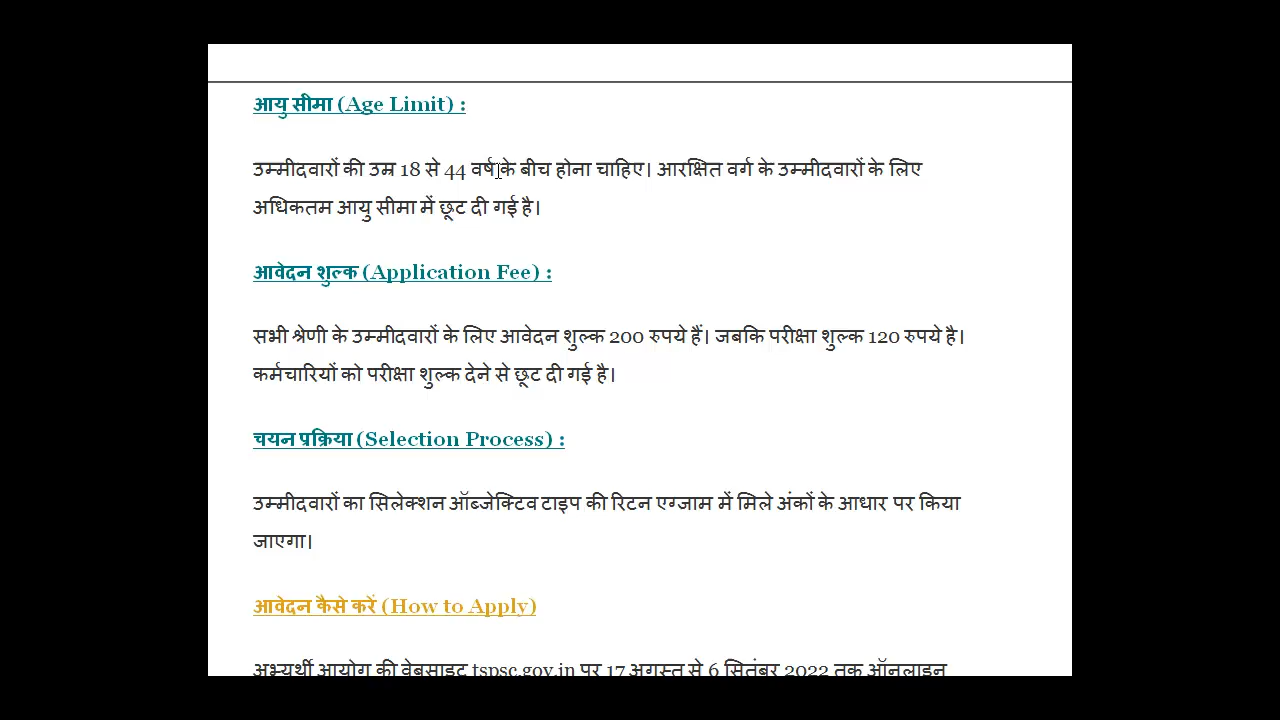 आयु सीमा (Age Limit) :
उम्मीदवारों की उम्र 18 से 44 वर्ष के बीच होना चाहिए। आरक्षित वर्ग के उम्मीदवारों के लिए
अधिकतम आयु सीमा में छूट दी गई है।
आवेदन शुल्क (Application Fee) :
सभी श्रेणी के उम्मीदवारों के लिए आवेदन शुल्क 200 रुपये हैं। जबकि परीक्षा शुल्क 120 रुपये है।
कर्मचारियों को परीक्षा शुल्क देने से छूट दी गई है।
चयन प्रक्रिया (Selection Process) :
उम्मीदवारों का सिलेक्शन ऑब्जेक्टिव टाइप की रिटन एग्जाम में मिले अंकों के आधार पर किया
जाएगा।
आवेदन कैसे करें (How to Apply)
अभ्यर्थी आयोग की वेबसाइट tspsc.gov.in पर 17 अगस्त से 6 सितंबर 2022 तक ऑनलाइन